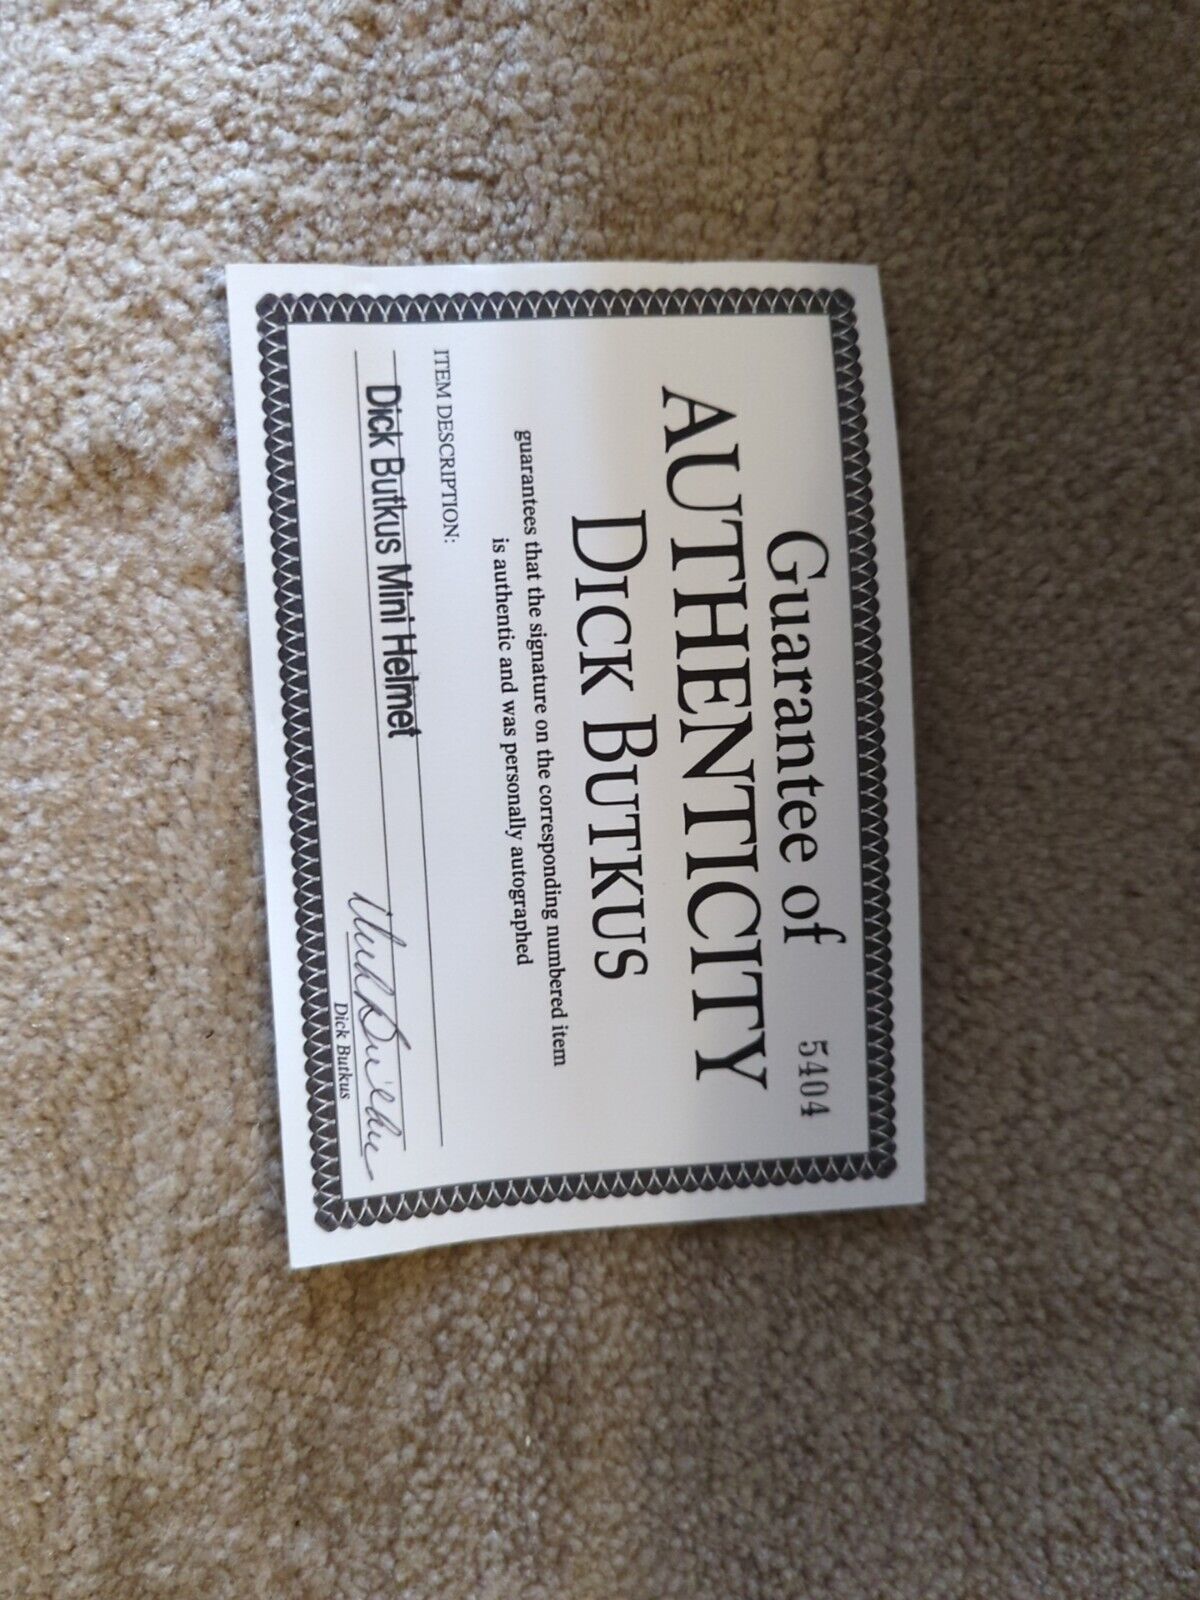 5404
Guarantee of
AUTHENTICITY
DICK BUTKUS
guarantees that the signature on the corresponding numbered item
is authentic and was personally autographed
ITEM DESCRIPTION:
Dick Butkus Mini Helmet
Dick Butkus